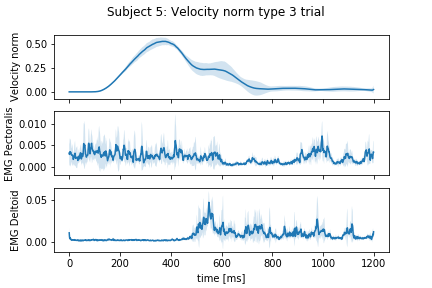 Subject 5: Velocity norm type 3 trial
Velocity norm
0.50
0.25
0.00
EMG Pectoralis
0.010
0.005
0.000
EMG Deltoid
0.05
0.00
0 200 400 600 800 1000 1200
time [ms]